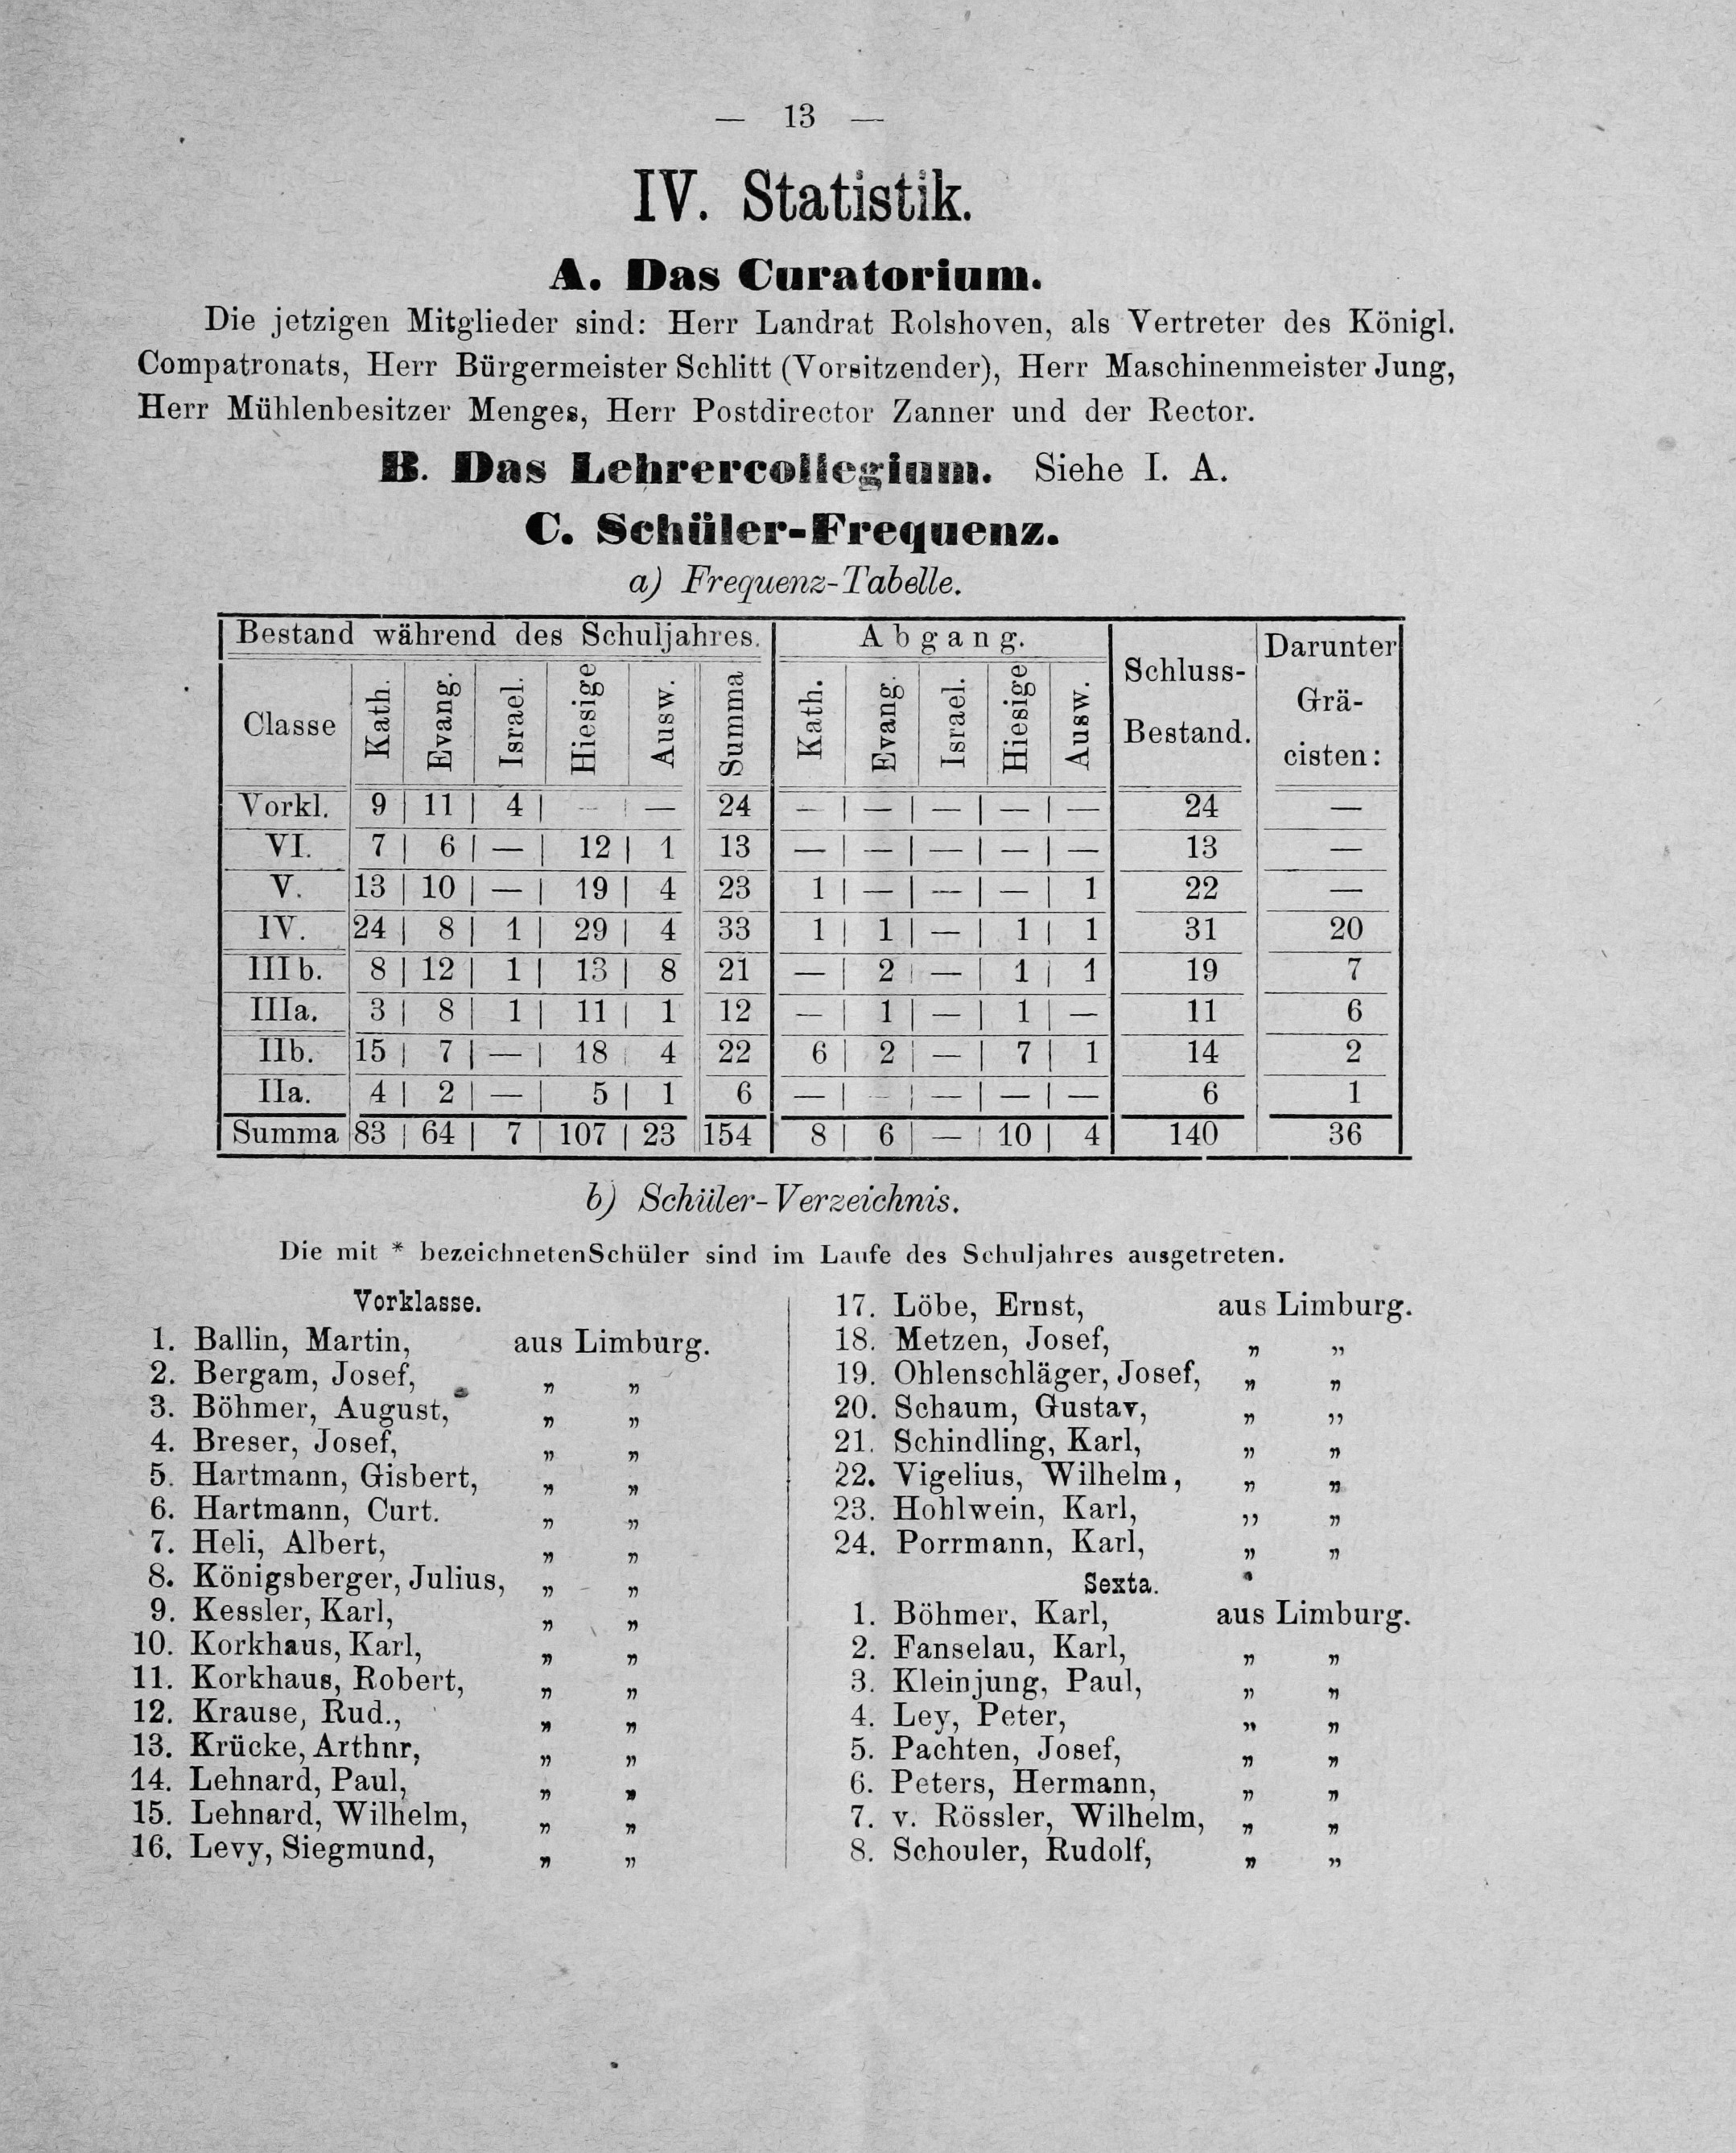 — 13 —
IV. Statistik.
A. Das Curatorium.
Die jetzigen Mitglieder sind: Herr Landrat Rolshoven, als Vertreter des Königl.
Compatronats, Herr Bürgermeister Schlitt (Vorsitzender), Herr Maschinenmeister Jung,
Herr Mühlenbesitzer Menges, Herr Postdirector Zanner und der Rector.
B. Das Lehrercollegium. Siehe I. A.
C. Schüler-Frequenz.
a) Frequenz-Tabelle.
Bestand während des Schuljahres. | Abgang. | Schluss-Bestand. | Darunter Grä-cisten:
Classe | Kath. | Evang. | Israel. | Hiesige | Ausw. | Summa | Kath. | Evang. | Israel. | Hiesige | Ausw.
Vorkl. | 9 | 11 | 4 | — | — | 24 | — | — | — | — | — | 24 | —
VI. | 7 | 6 | — | 12 | 1 | 13 | — | — | — | — | — | 13 | —
V. | 13 | 10 | — | 19 | 4 | 23 | 1 | — | — | — | 1 | 22 | —
IV. | 24 | 8 | 1 | 29 | 4 | 33 | 1 | 1 | — | 1 | 1 | 31 | 20
IIIb. | 8 | 12 | 1 | 13 | 8 | 21 | — | 2 | — | 1 | 1 | 19 | 7
IIIa. | 3 | 8 | 1 | 11 | 1 | 12 | — | 1 | — | 1 | — | 11 | 6
IIb. | 15 | 7 | — | 18 | 4 | 22 | 6 | 2 | — | 7 | 1 | 14 | 2
IIa. | 4 | 2 | — | 5 | 1 | 6 | — | — | — | — | — | 6 | 1
Summa | 83 | 64 | 7 | 107 | 23 | 154 | 8 | 6 | — | 10 | 4 | 140 | 36
b) Schüler-Verzeichnis.
Die mit * bezeichnetenSchüler sind im Laufe des Schuljahres ausgetreten.
Vorklasse.
1. Ballin, Martin, aus Limburg.
2. Bergam, Josef, „ „
3. Böhmer, August, „ „
4. Breser, Josef, „ „
5. Hartmann, Gisbert, „ „
6. Hartmann, Curt. „ „
7. Heli, Albert, „ „
8. Königsberger, Julius, „ „
9. Kessler, Karl, „ „
10. Korkhaus, Karl, „ „
11. Korkhaus, Robert, „ „
12. Krause, Rud., „ „
13. Krücke, Arthnr, „ „
14. Lehnard, Paul, „ „
15. Lehnard, Wilhelm, „ „
16. Levy, Siegmund, „ „
17. Löbe, Ernst, aus Limburg.
18. Metzen, Josef, „ „
19. Ohlenschläger, Josef, „ „
20. Schaum, Gustav, „ „
21. Schindling, Karl, „ „
22. Vigelius, Wilhelm, „ „
23. Hohlwein, Karl, „ „
24. Porrmann, Karl, „ „
Sexta.
1. Böhmer, Karl, aus Limburg.
2. Fanselau, Karl, „ „
3. Kleinjung, Paul, „ „
4. Ley, Peter, „ „
5. Pachten, Josef, „ „
6. Peters, Hermann, „ „
7. v. Rössler, Wilhelm, „ „
8. Schouler, Rudolf, „ „